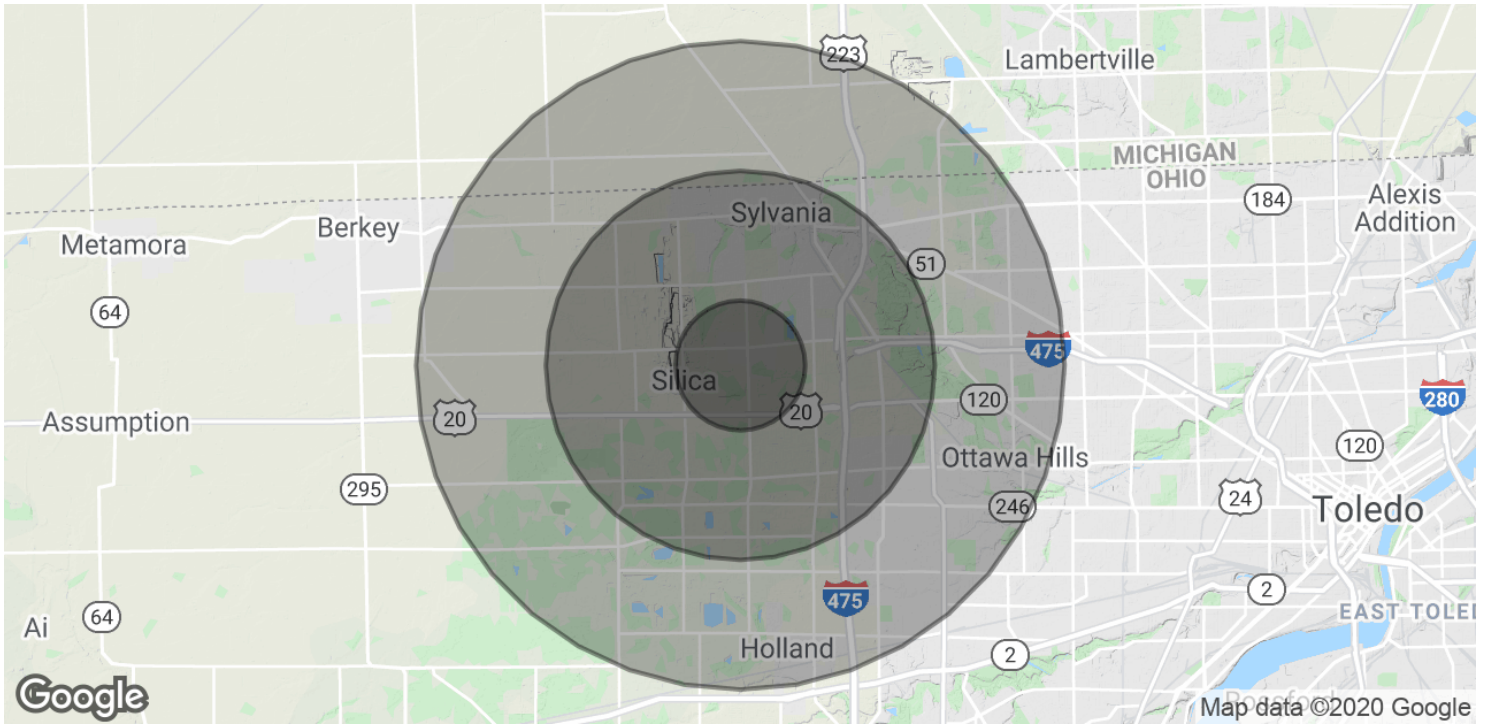 223
Lambertville
MICHIGAN
OHIO
184
Alexis
Addition
Sylvania
Berkey
Metamora
51
64
475
Silica
280
20
20
120
Assumption
120
Ottawa Hills
295
246
24
Toledo
2
475
64
Ai
EAST TOLE
Holland
2
Google
Rossford
Map data ©2020 Google